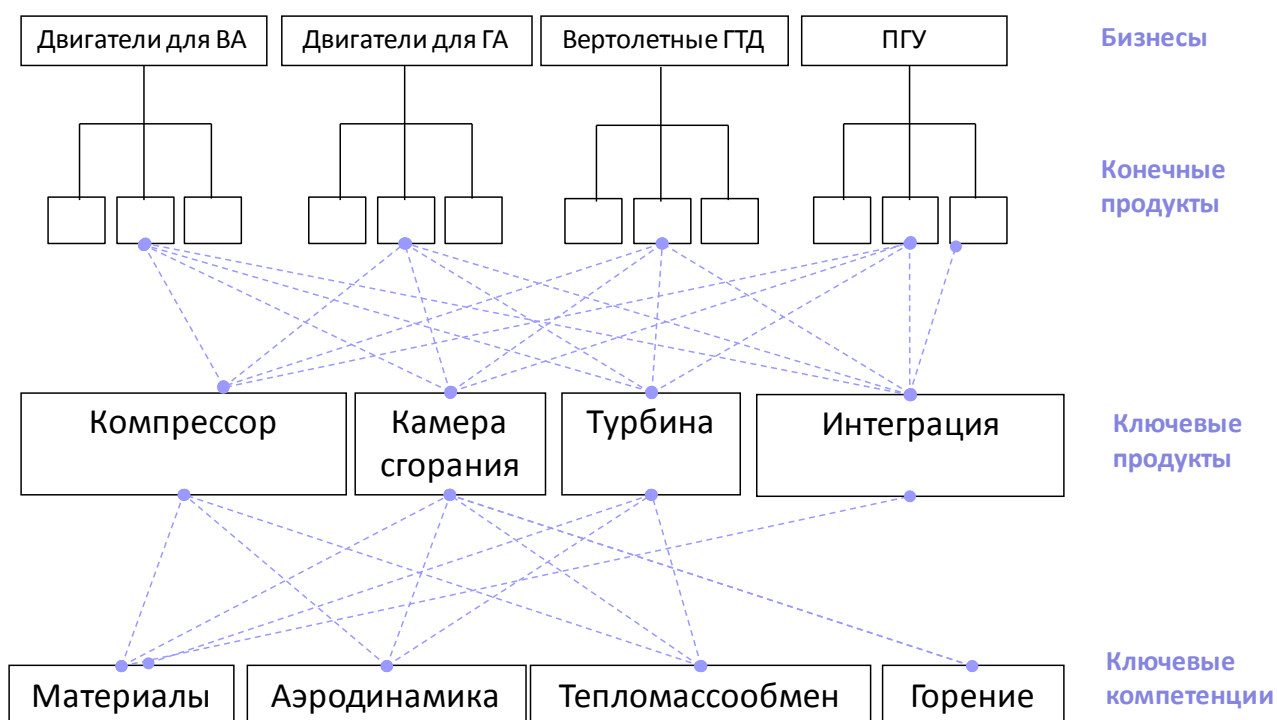 Двигатели для ВА
Двигатели для ГА
Вертолетные ГТД
ПГУ
Бизнесы
Конечные
продукты
Компрессор
Камера
сгорания
Турбина
Интеграция
Ключевые
продукты
Материалы
Аэродинамика
Тепломассообмен
Горение
Ключевые
компетенции